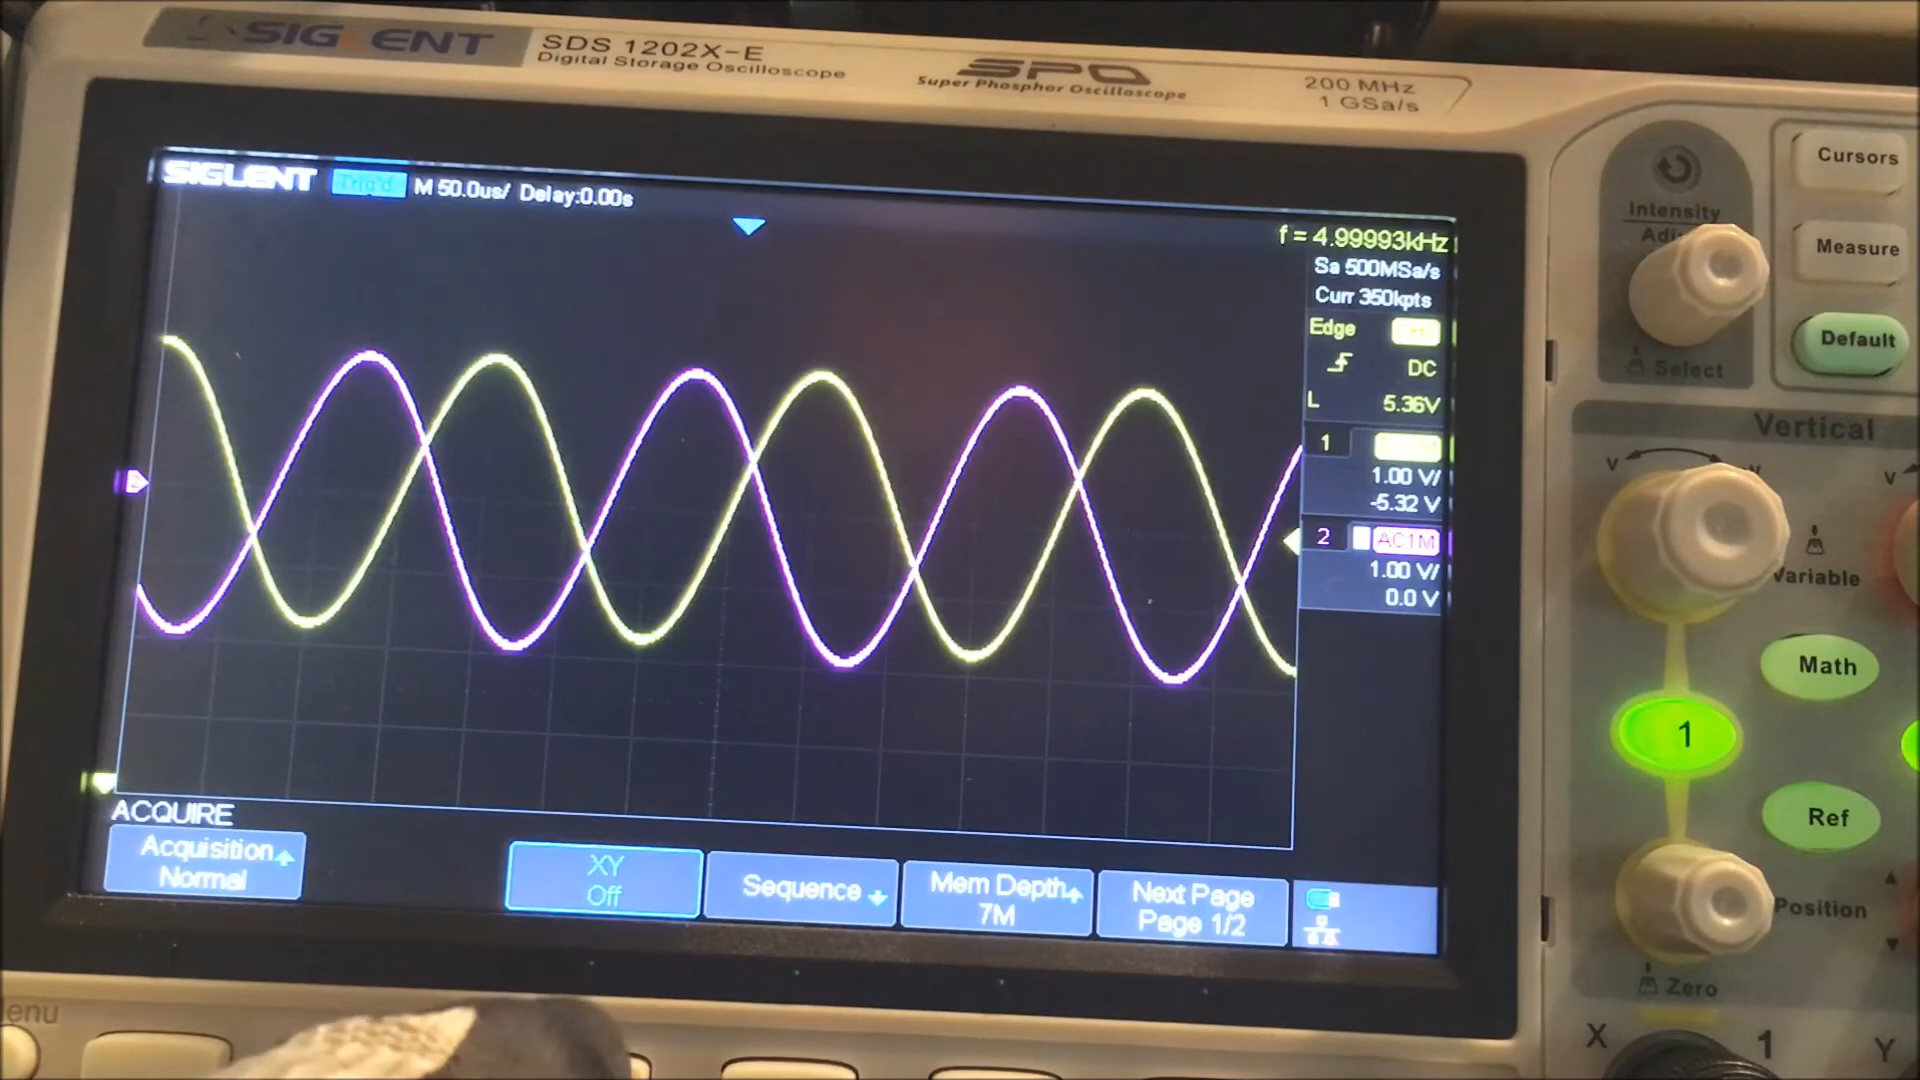 SIGLENT
SDS 1202X-E
Digital Storage Oscilloscope
SPO
Super Phosphor Oscilloscope
200 MHz
1 GSa/s
SIGLENT Trig'd M 50.0us/ Delay:0.00s
f = 4.99993kHz
Sa 500MSa/s
Curr 350kpts
Edge
DC
L 5.36V
1
1.00 V/
-5.32 V
2 AC1M
1.00 V/
0.0 V
ACQUIRE
Acquisition
Normal
XY
Off
Sequence
Mem Depth
7M
Next Page
Page 1/2
Intensity
Select
Cursors
Measure
Default
Vertical
V V V
Variable
Math
1
Ref
Position
Zero
X 1 Y